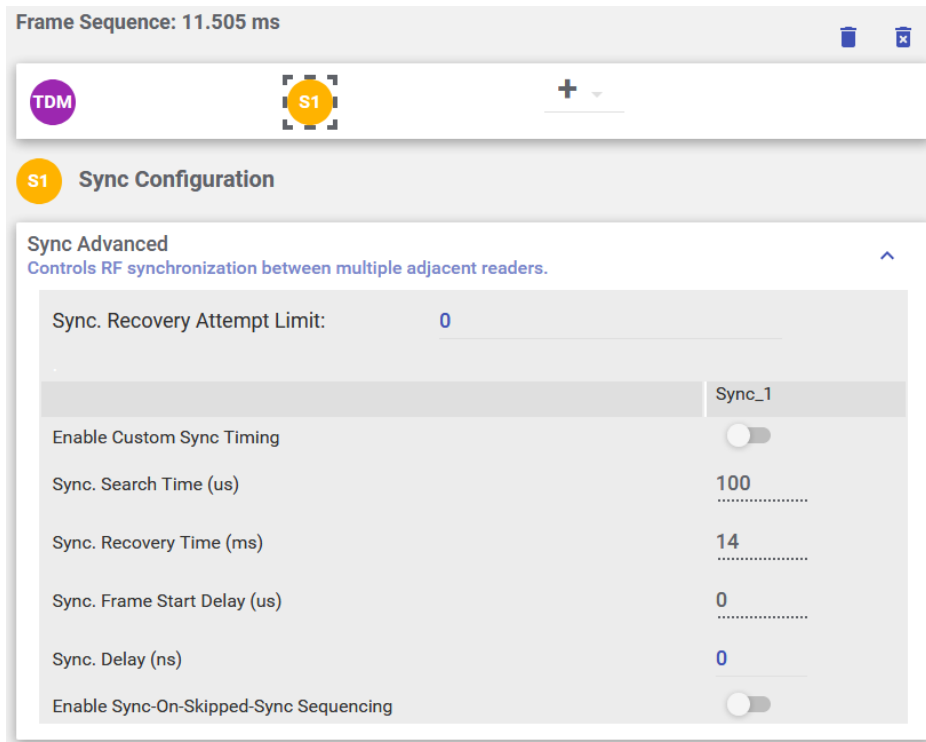 Frame Sequence: 11.505 ms
TDM S1 +
S1 Sync Configuration
Sync Advanced
Controls RF synchronization between multiple adjacent readers.
Sync. Recovery Attempt Limit: 0
Sync_1
Enable Custom Sync Timing
Sync. Search Time (us) 100
Sync. Recovery Time (ms) 14
Sync. Frame Start Delay (us) 0
Sync. Delay (ns) 0
Enable Sync-On-Skipped-Sync Sequencing